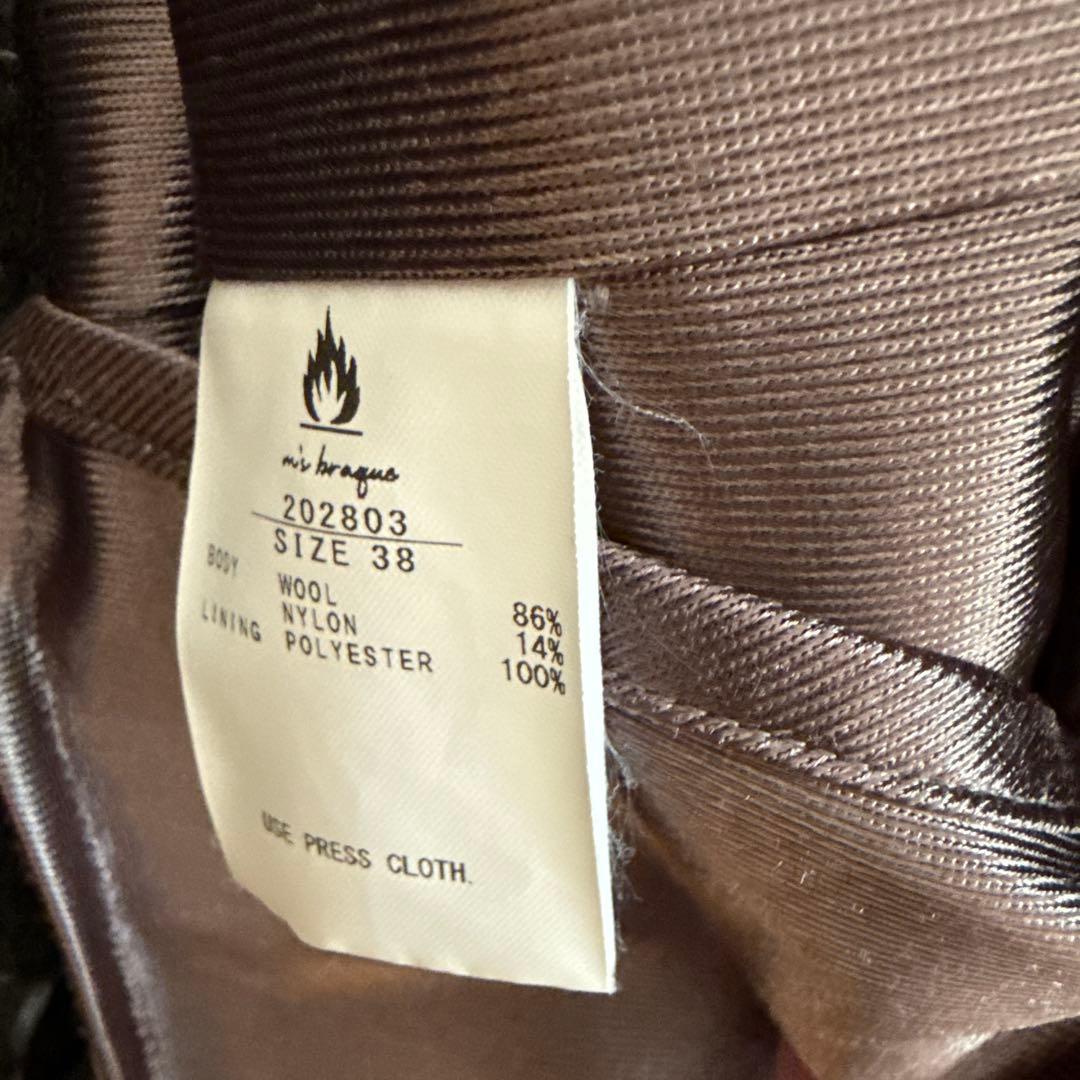 m's braque
202803
SIZE 38
BODY WOOL 86%
NYLON 14%
LINING POLYESTER 100%
USE PRESS CLOTH.